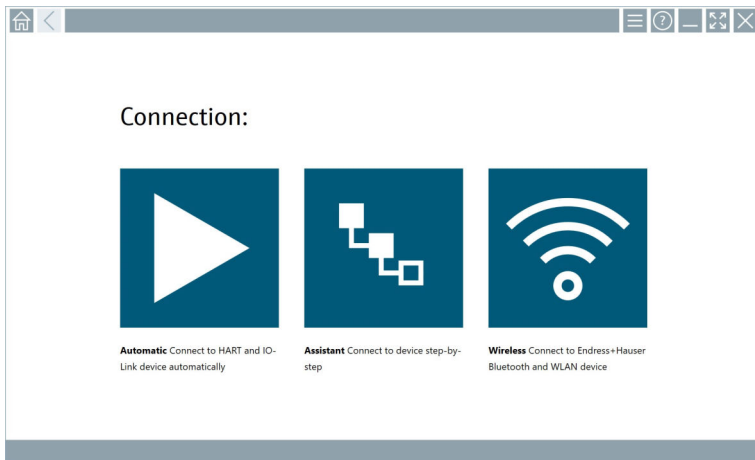 Connection:
Automatic Connect to HART and IO-
Link device automatically
Assistant Connect to device step-by-
step
Wireless Connect to Endress+Hauser
Bluetooth and WLAN device